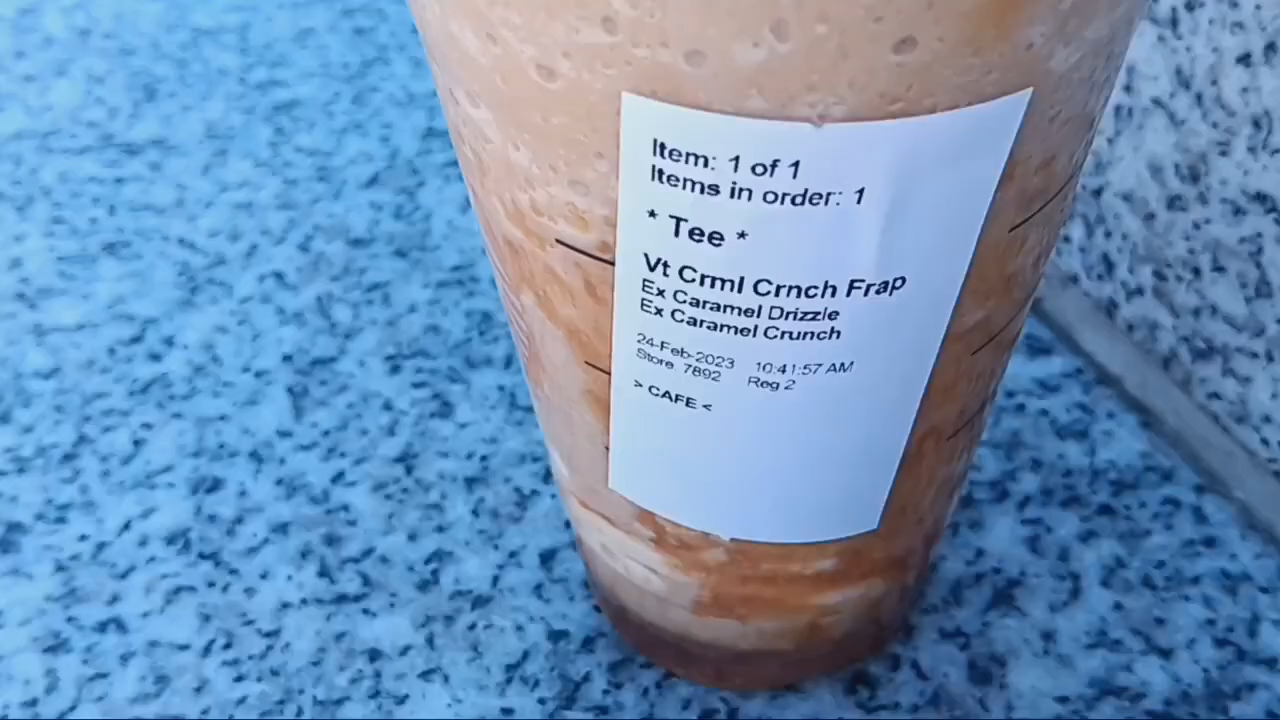 Item: 1 of 1
Items in order: 1
* Tee *
Vt Crml Crnch Frap
Ex Caramel Drizzle
Ex Caramel Crunch
24-Feb-2023 10:41:57 AM
Store 7892 Reg 2
> CAFE <